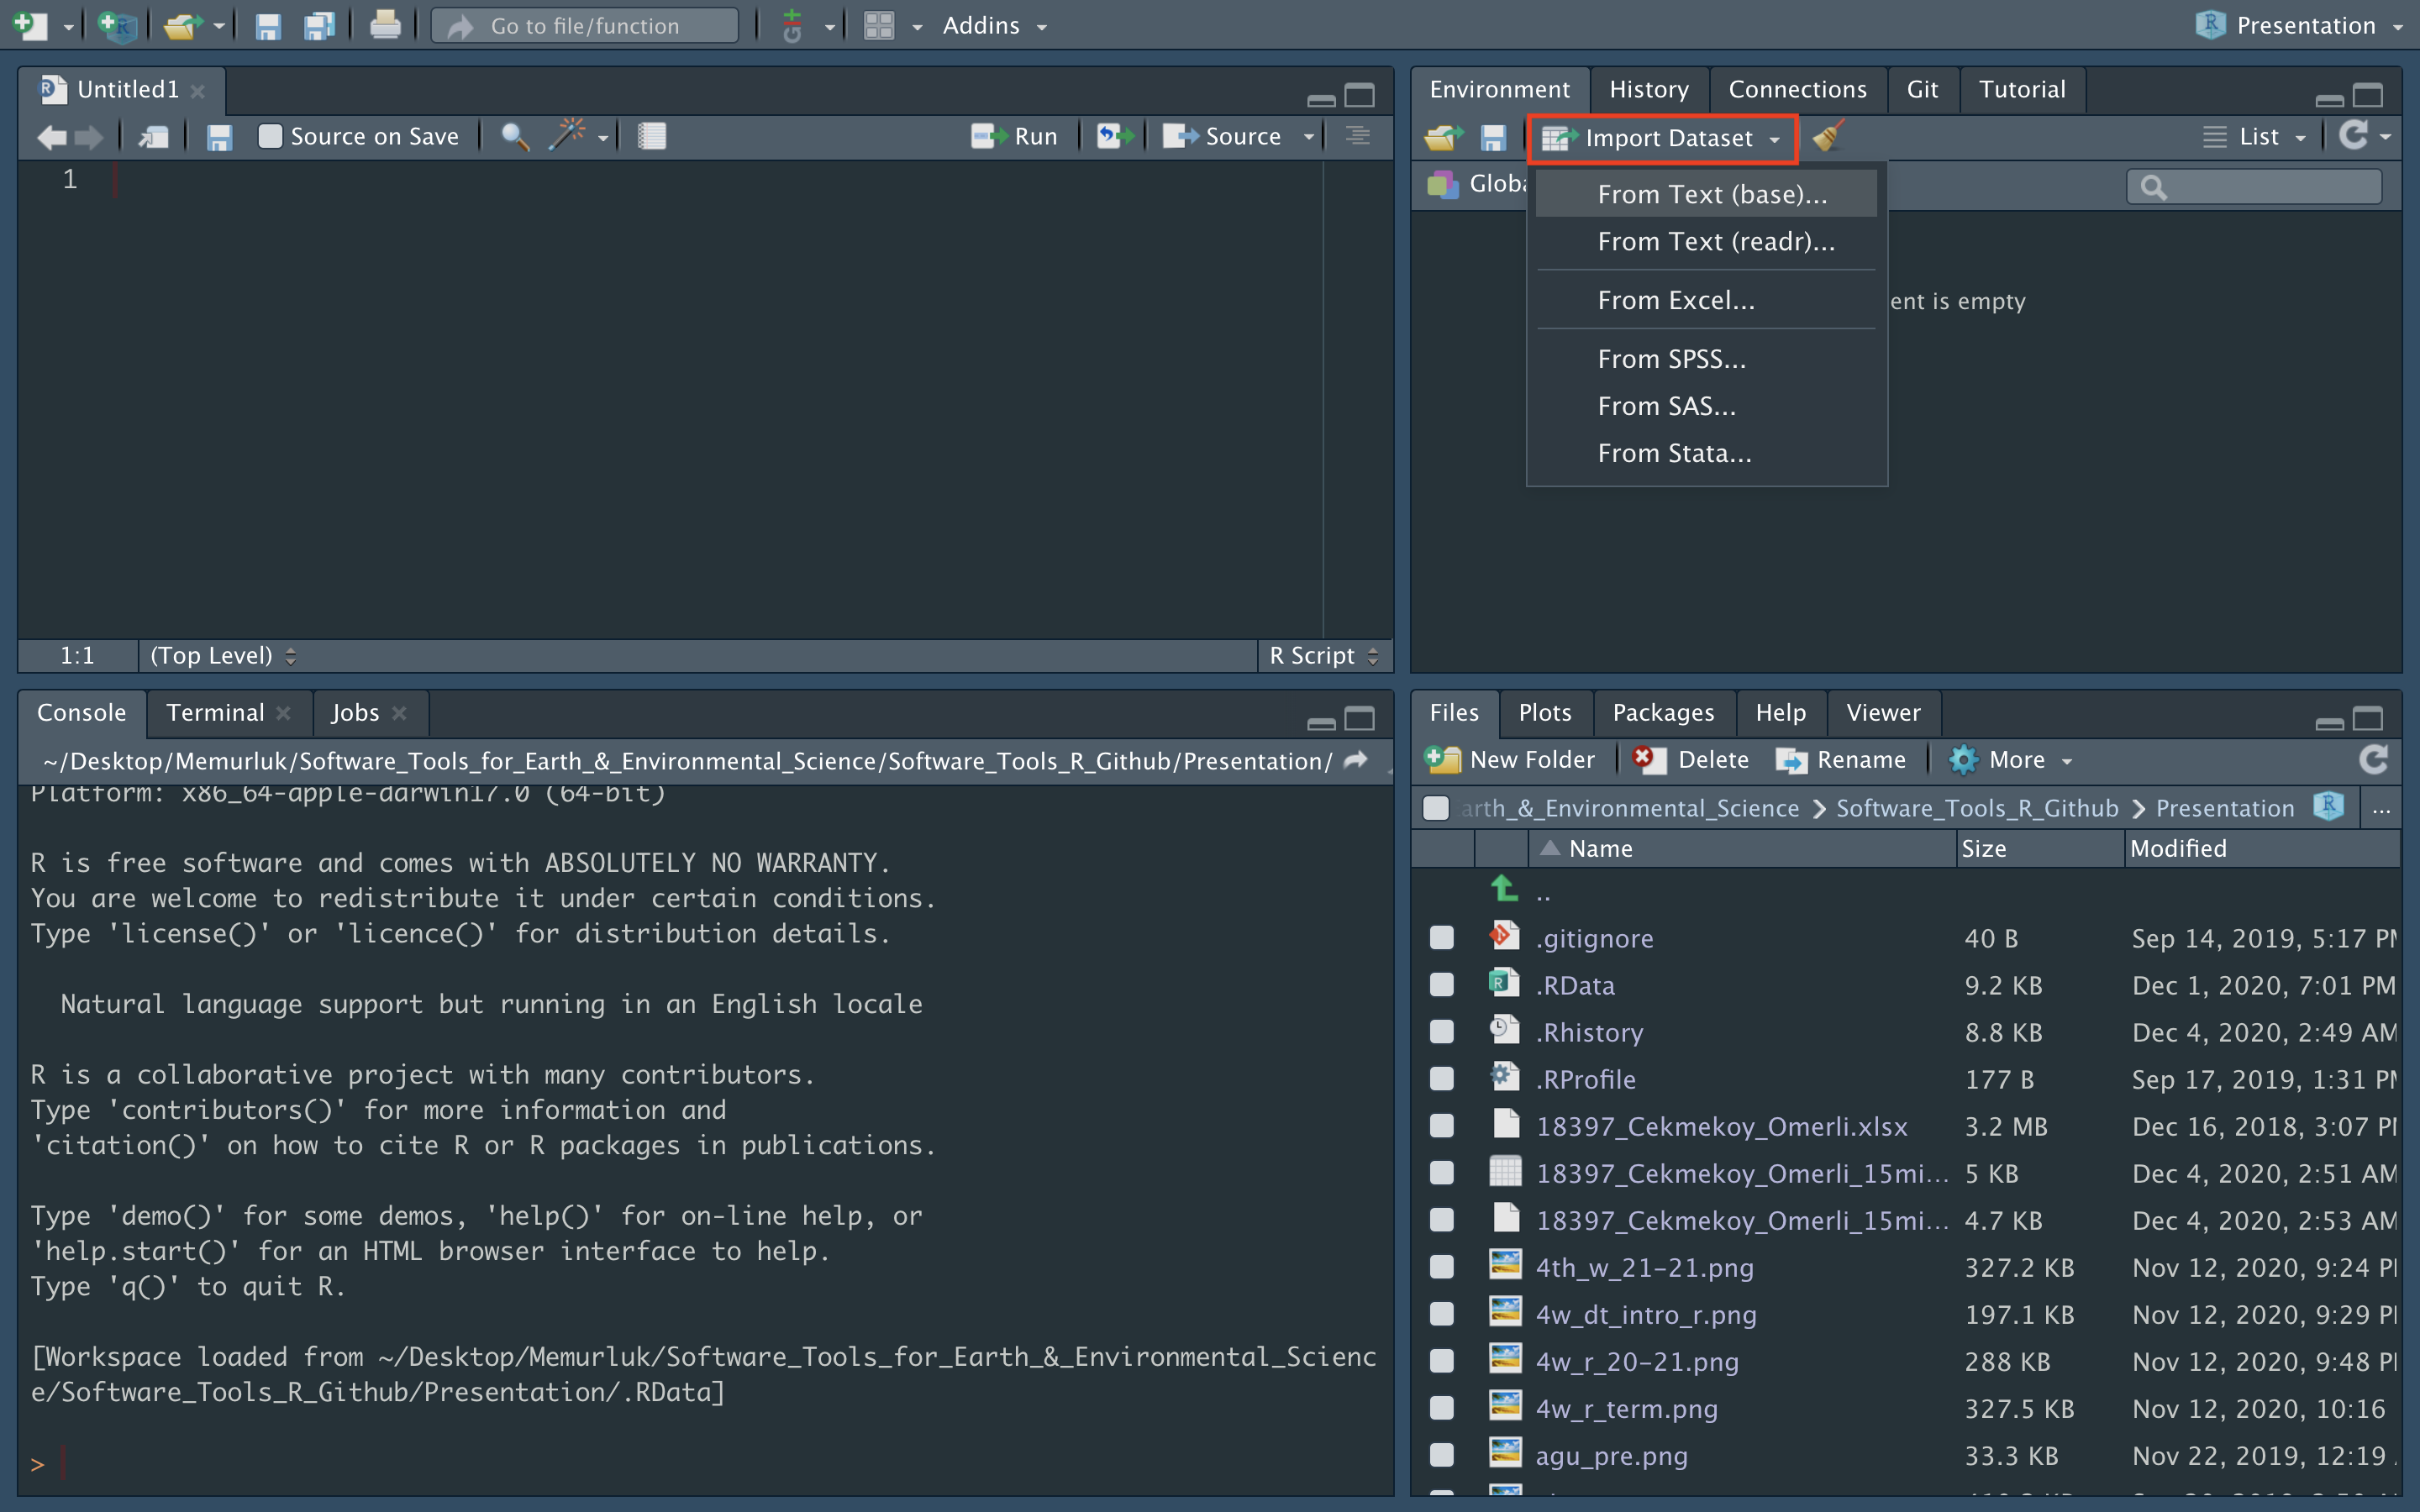 Go to file/function
Addins
Presentation
Untitled1
Source on Save
Run
Source
1
1:1
(Top Level)
R Script
Environment
History
Connections
Git
Tutorial
Import Dataset
List
From Text (base)...
From Text (readr)...
From Excel...
ent is empty
From SPSS...
From SAS...
From Stata...
Console
Terminal
Jobs
~/Desktop/Memurluk/Software_Tools_for_Earth_&_Environmental_Science/Software_Tools_R_Github/Presentation/
Platform: x86_64-apple-darwin17.0 (64-bit)
R is free software and comes with ABSOLUTELY NO WARRANTY.
You are welcome to redistribute it under certain conditions.
Type 'license()' or 'licence()' for distribution details.
Natural language support but running in an English locale
R is a collaborative project with many contributors.
Type 'contributors()' for more information and
'citation()' on how to cite R or R packages in publications.
Type 'demo()' for some demos, 'help()' for on-line help, or
'help.start()' for an HTML browser interface to help.
Type 'q()' to quit R.
[Workspace loaded from ~/Desktop/Memurluk/Software_Tools_for_Earth_&_Environmental_Scienc
e/Software_Tools_R_Github/Presentation/.RData]
>
Files
Plots
Packages
Help
Viewer
New Folder
Delete
Rename
More
arth_&_Environmental_Science
Software_Tools_R_Github
Presentation
...
Name
Size
Modified
..
.gitignore 40 B Sep 14, 2019, 5:17 PM
.RData 9.2 KB Dec 1, 2020, 7:01 PM
.Rhistory 8.8 KB Dec 4, 2020, 2:49 AM
.RProfile 177 B Sep 17, 2019, 1:31 PM
18397_Cekmekoy_Omerli.xlsx 3.2 MB Dec 16, 2018, 3:07 P
18397_Cekmekoy_Omerli_15mi... 5 KB Dec 4, 2020, 2:51 AM
18397_Cekmekoy_Omerli_15mi... 4.7 KB Dec 4, 2020, 2:53 AM
4th_w_21-21.png 327.2 KB Nov 12, 2020, 9:24 P
4w_dt_intro_r.png 197.1 KB Nov 12, 2020, 9:29 P
4w_r_20-21.png 288 KB Nov 12, 2020, 9:48 P
4w_r_term.png 327.5 KB Nov 12, 2020, 10:16
agu_pre.png 33.3 KB Nov 22, 2019, 12:19